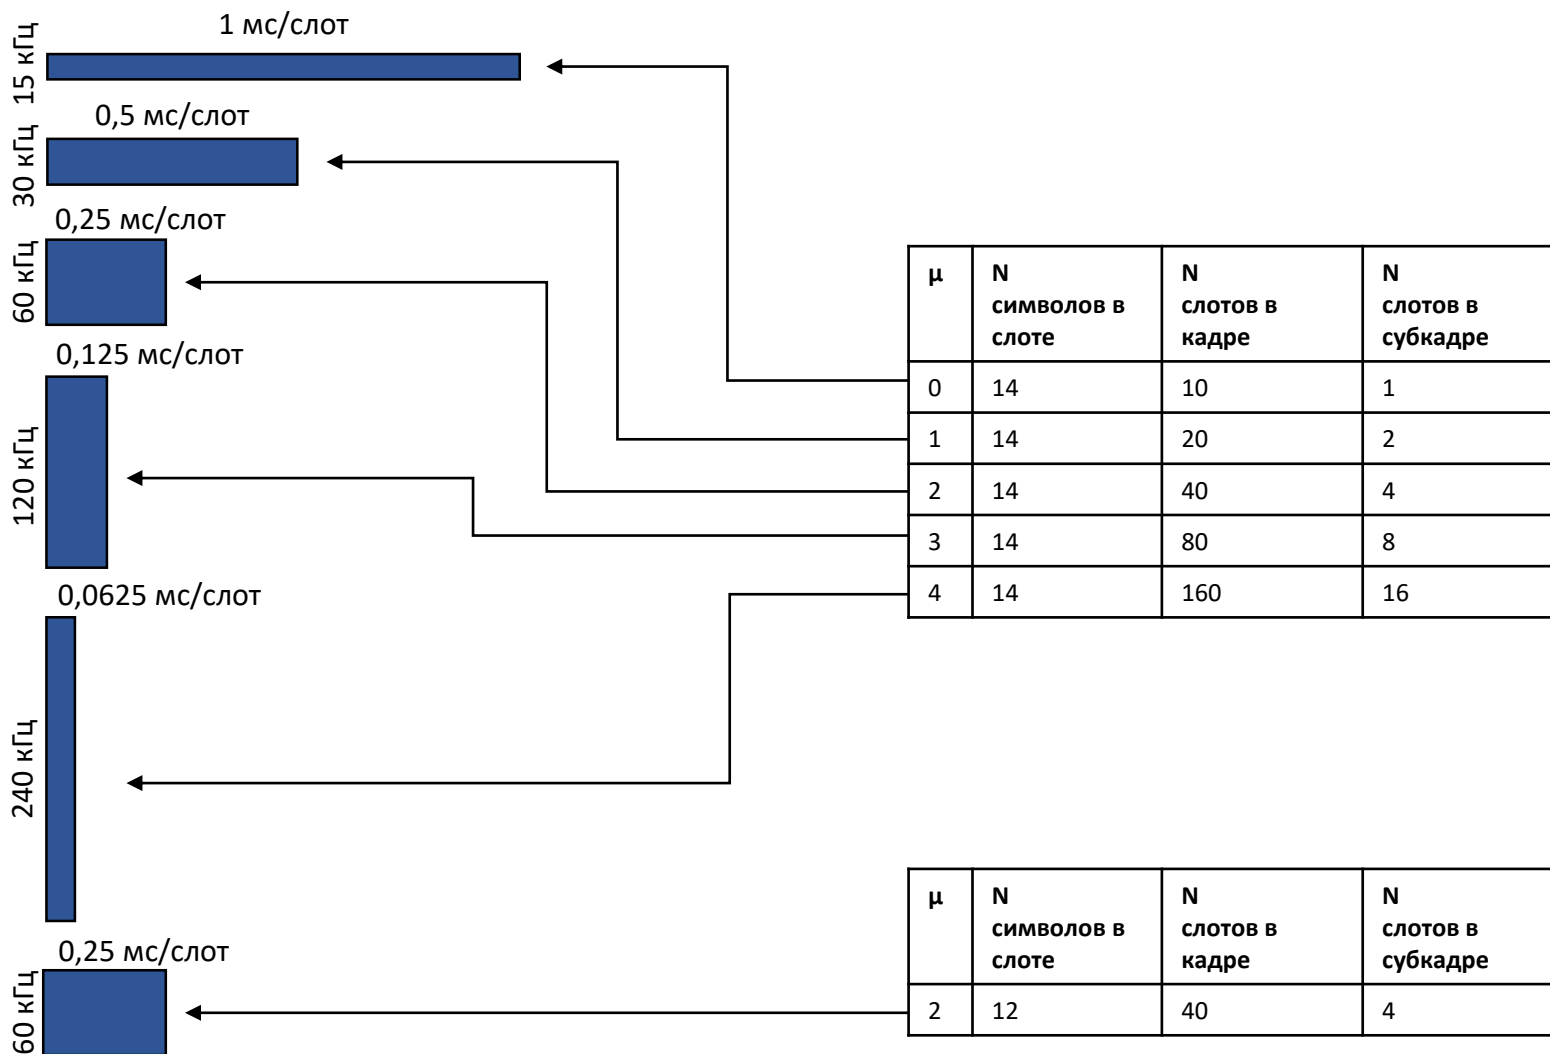 1 мс/слот
15 кГц
0,5 мс/слот
30 кГц
0,25 мс/слот
60 кГц
0,125 мс/слот
120 кГц
0,0625 мс/слот
240 кГц
0,25 мс/слот
60 кГц
µ N N N
символов в слотов в слотов в
слоте кадре субкадре
0 14 10 1
1 14 20 2
2 14 40 4
3 14 80 8
4 14 160 16
µ N N N
символов в слотов в слотов в
слоте кадре субкадре
2 12 40 4